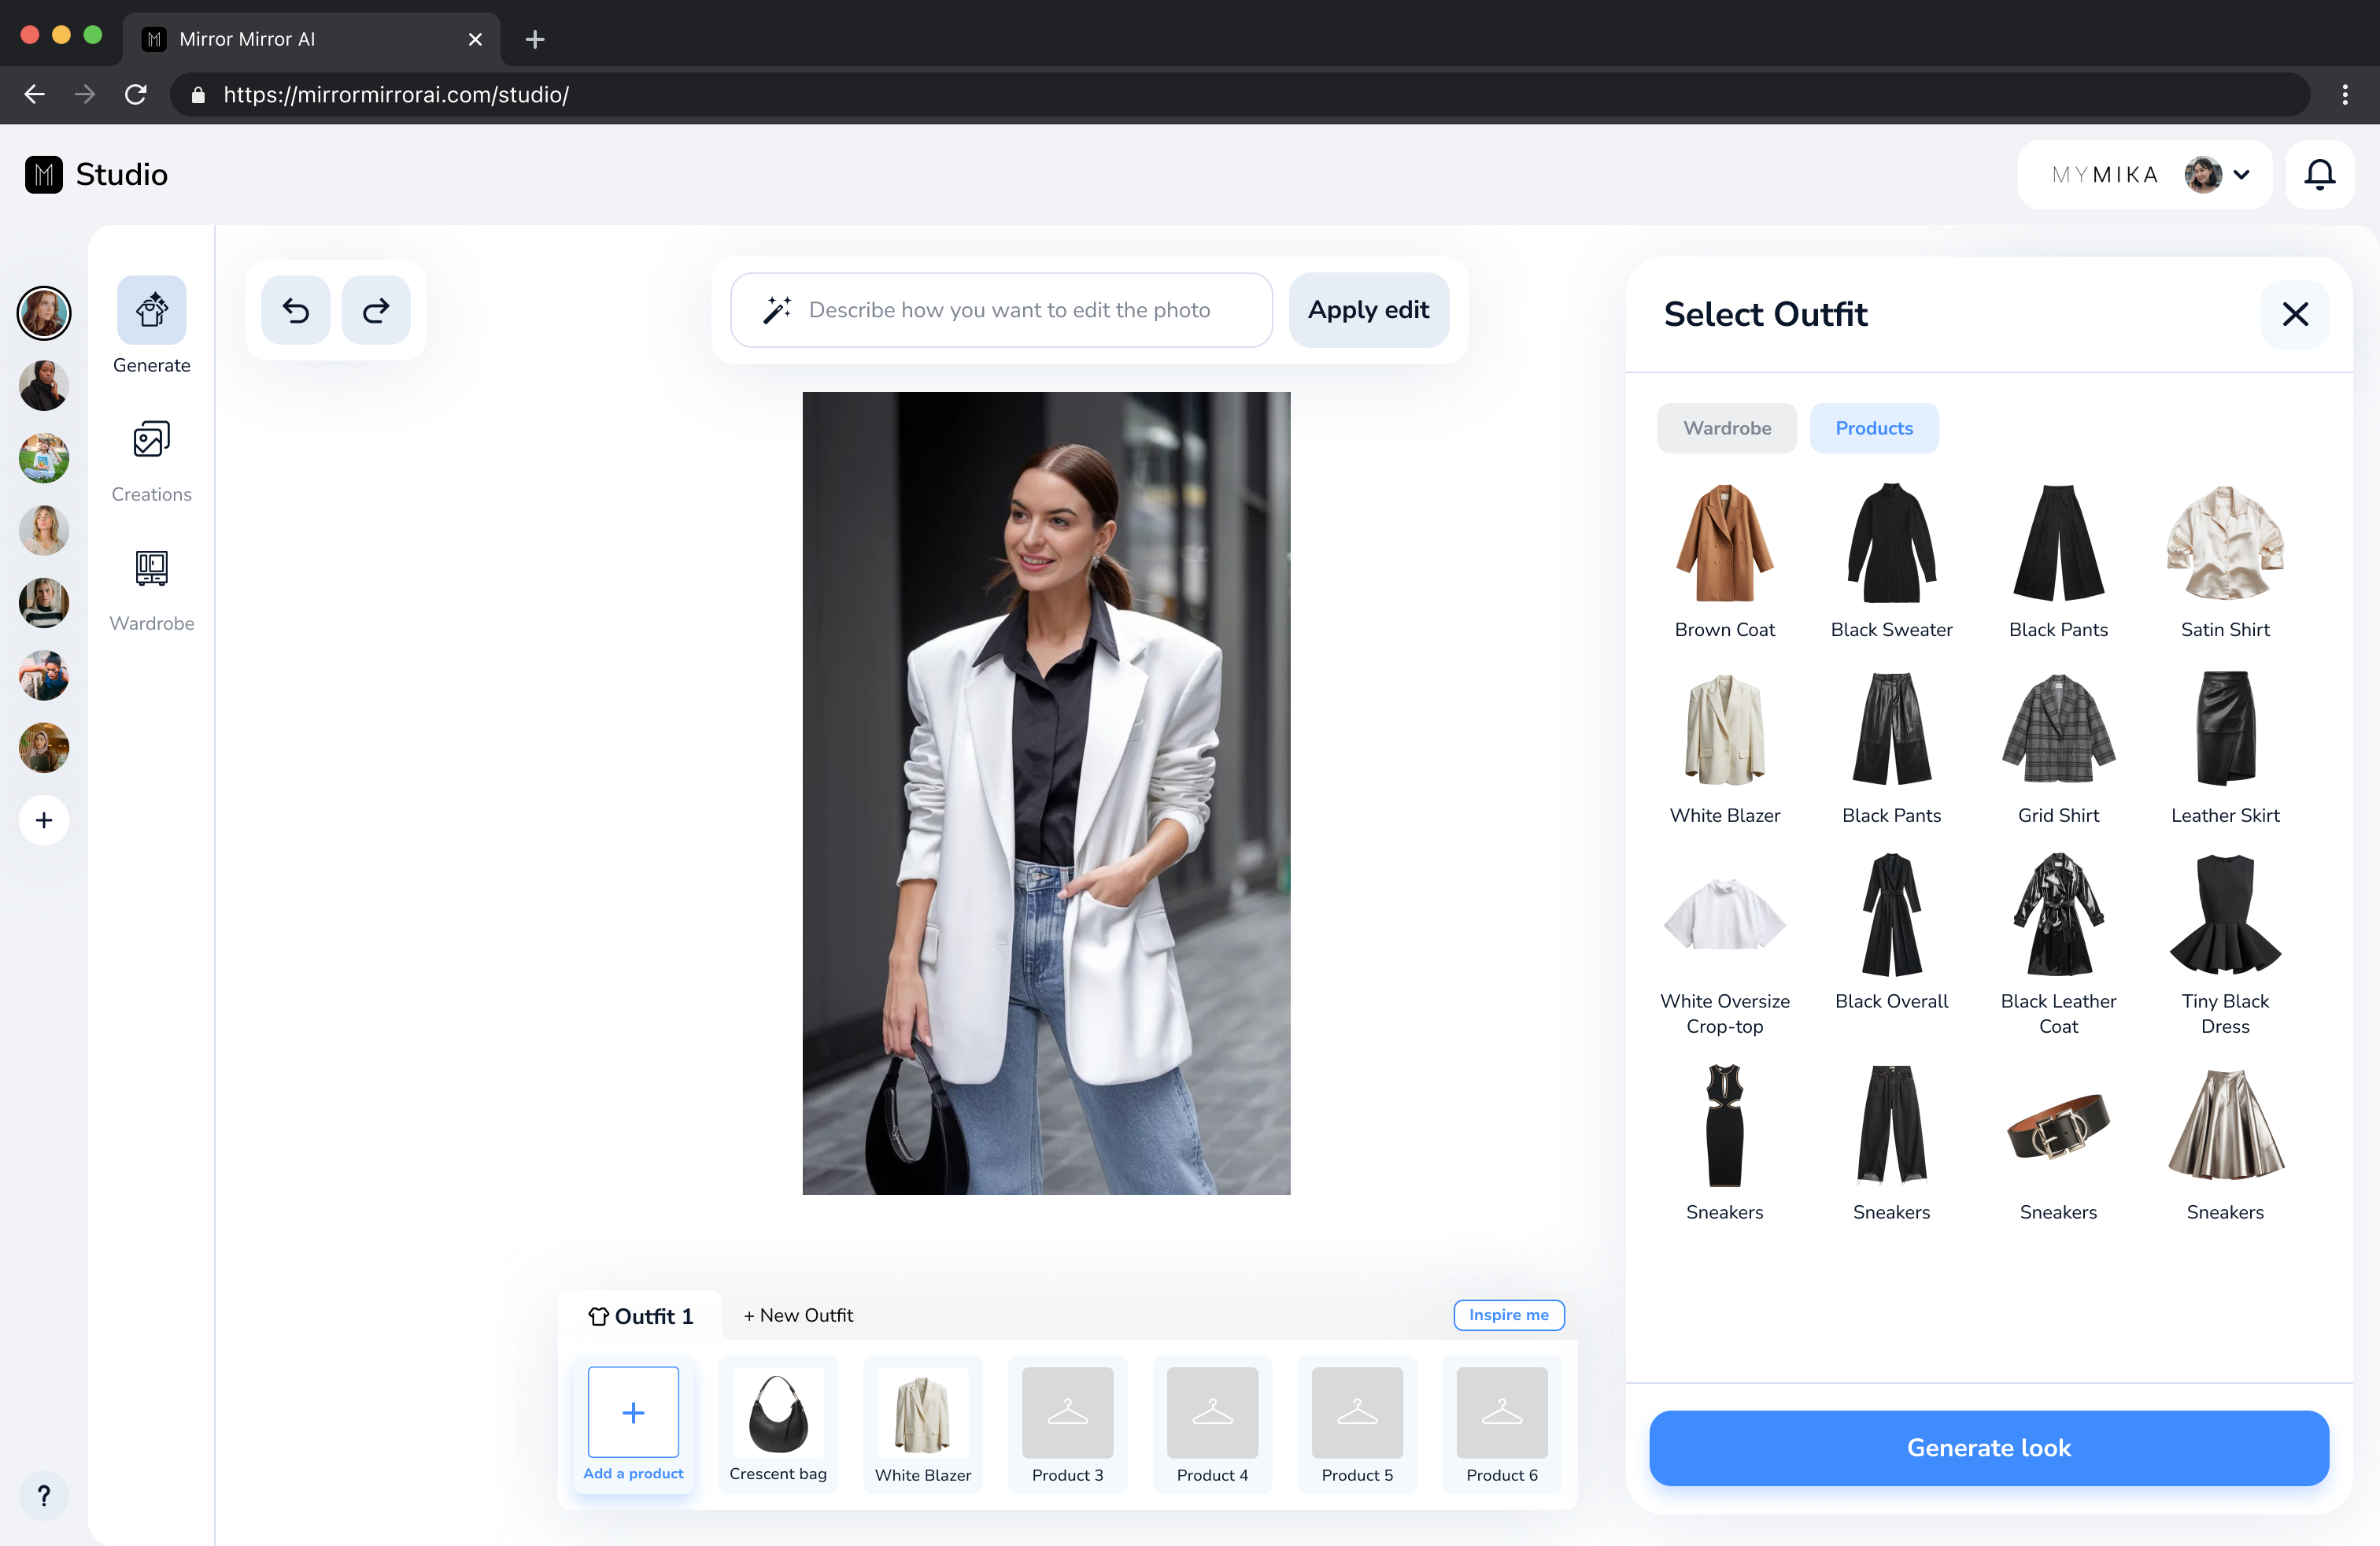 Mirror Mirror AI
https://mirrormirrorai.com/studio/
M Studio
MYMIKA
Generate
Creations
Wardrobe
Describe how you want to edit the photo
Apply edit
Select Outfit
Wardrobe Products
Brown Coat Black Sweater Black Pants Satin Shirt
White Blazer Black Pants Grid Shirt Leather Skirt
White Oversize Black Overall Black Leather Tiny Black
Crop-top Coat Dress
Sneakers Sneakers Sneakers Sneakers
Generate look
Outfit 1 + New Outfit Inspire me
Add a product Crescent bag White Blazer Product 3 Product 4 Product 5 Product 6
?